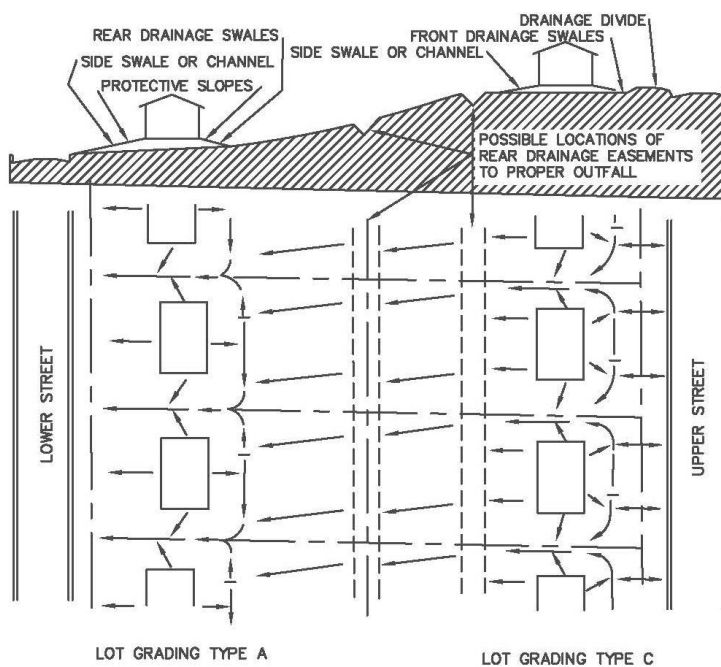 DRAINAGE DIVIDE
REAR DRAINAGE SWALES
FRONT DRAINAGE SWALES
SIDE SWALE OR CHANNEL
SIDE SWALE OR CHANNEL
PROTECTIVE SLOPES
POSSIBLE LOCATIONS OF
REAR DRAINAGE EASEMENTS
TO PROPER OUTFALL
LOWER STREET
UPPER STREET
LOT GRADING TYPE A
LOT GRADING TYPE C